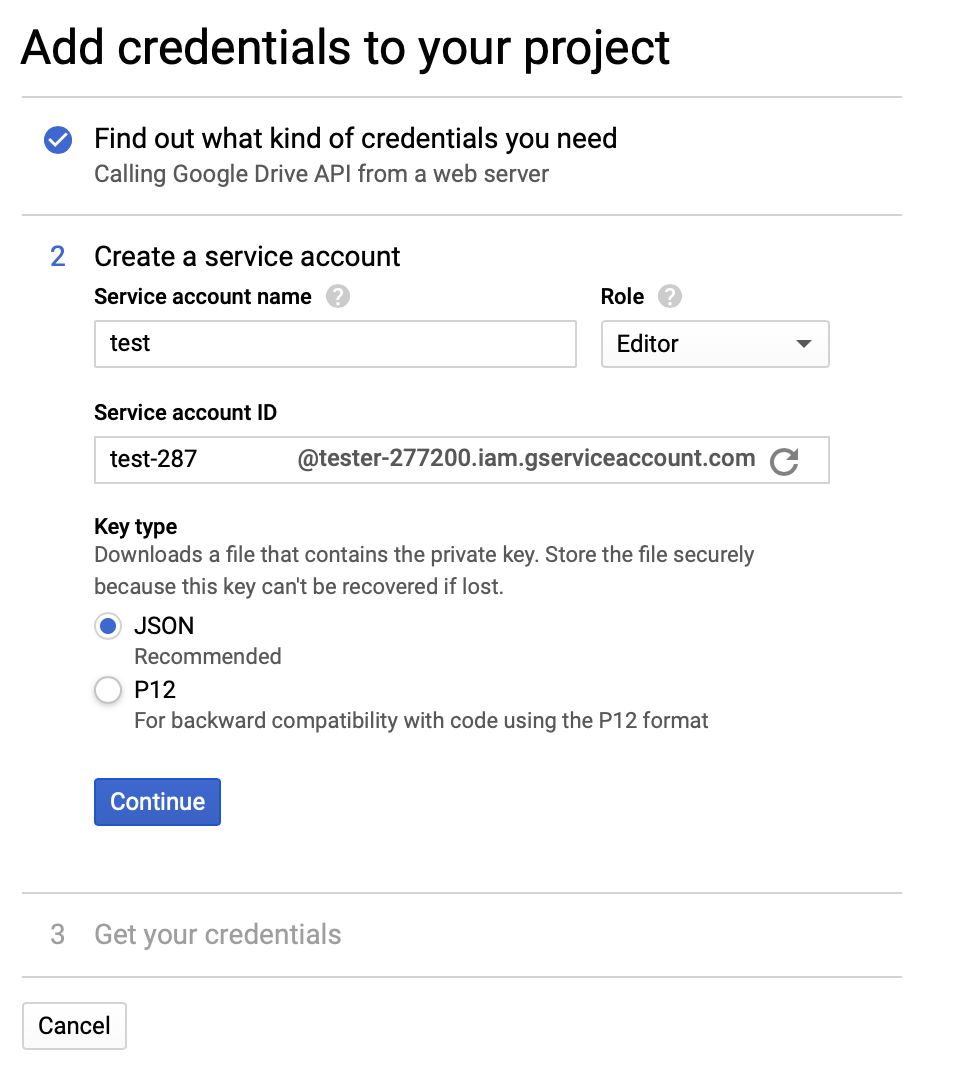 Add credentials to your project
Find out what kind of credentials you need
Calling Google Drive API from a web server
2 Create a service account
Service account name ? Role ?
test Editor
Service account ID
test-287 @tester-277200.iam.gserviceaccount.com
Key type
Downloads a file that contains the private key. Store the file securely
because this key can't be recovered if lost.
JSON
Recommended
P12
For backward compatibility with code using the P12 format
Continue
3 Get your credentials
Cancel